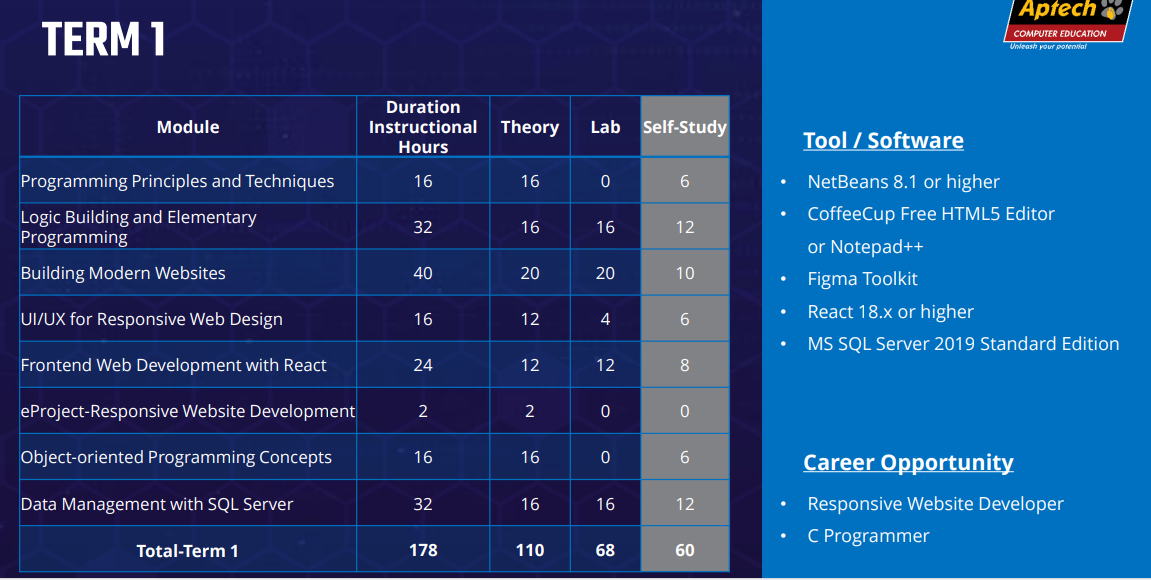 TERM 1
Aptech
COMPUTER EDUCATION
Unleash your potential
Module Duration Instructional Hours Theory Lab Self-Study
Programming Principles and Techniques 16 16 0 6
Logic Building and Elementary Programming 32 16 16 12
Building Modern Websites 40 20 20 10
UI/UX for Responsive Web Design 16 12 4 6
Frontend Web Development with React 24 12 12 8
eProject-Responsive Website Development 2 2 0 0
Object-oriented Programming Concepts 16 16 0 6
Data Management with SQL Server 32 16 16 12
Total-Term 1 178 110 68 60
Tool / Software
• NetBeans 8.1 or higher
• CoffeeCup Free HTML5 Editor
or Notepad++
• Figma Toolkit
• React 18.x or higher
• MS SQL Server 2019 Standard Edition
Career Opportunity
• Responsive Website Developer
• C Programmer